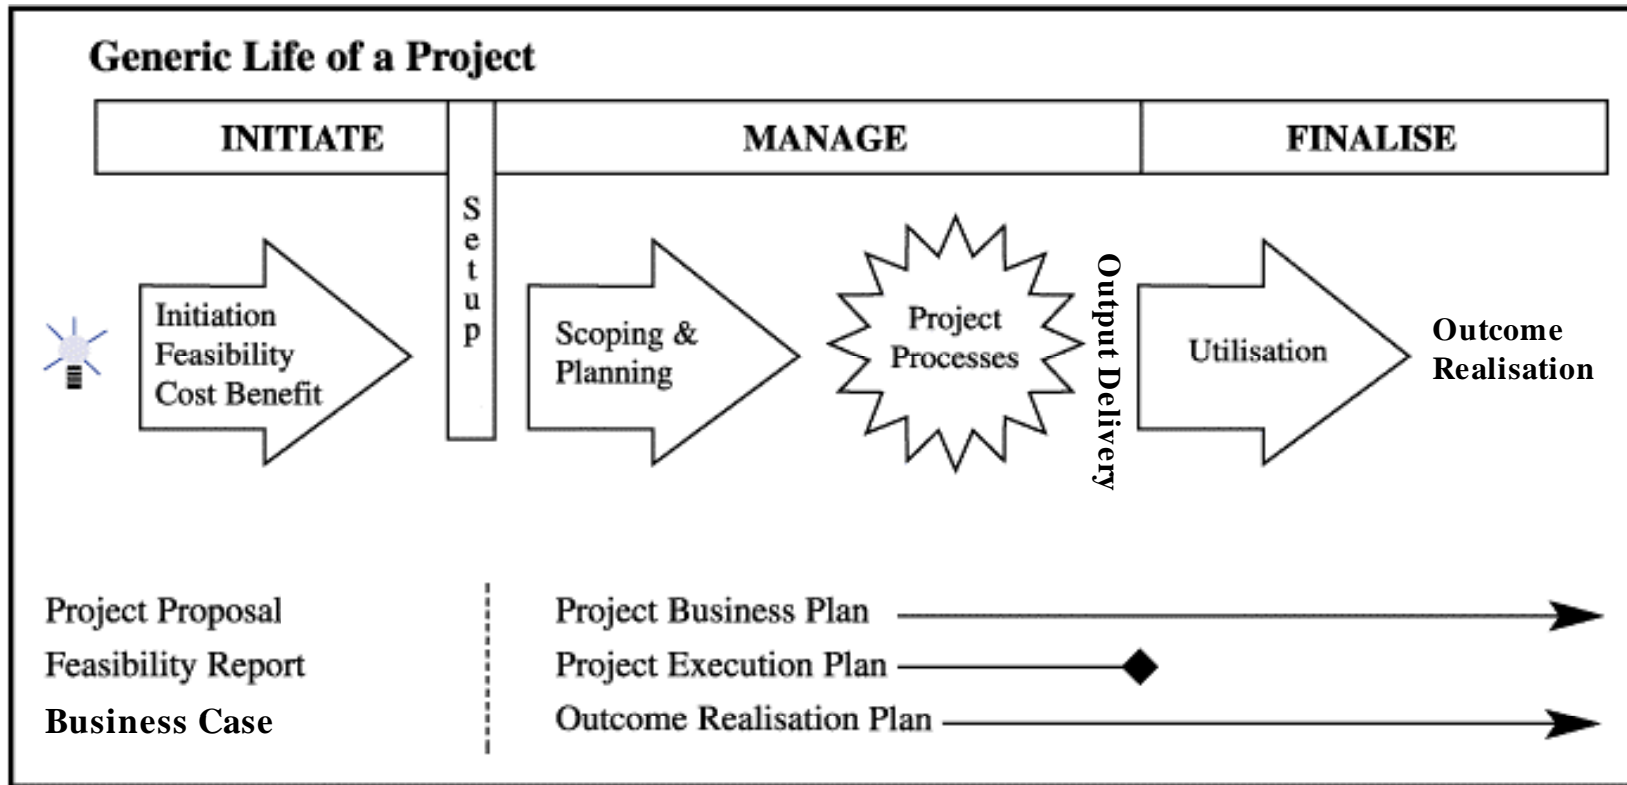 Generic Life of a Project
INITIATE
MANAGE
FINALISE
Setup
Initiation
Feasibility
Cost Benefit
Scoping &
Planning
Project
Processes
Output Delivery
Utilisation
Outcome
Realisation
Project Proposal
Feasibility Report
Business Case
Project Business Plan
Project Execution Plan
Outcome Realisation Plan